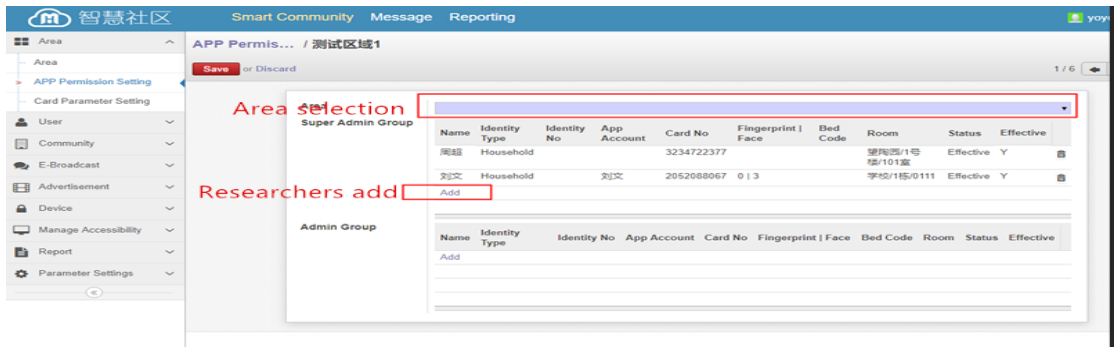 智慧社区
Smart Community Message Reporting
yoy
Area
APP Permis... / 测试区域1
Area
Save or Discard
1 / 6
APP Permission Setting
Card Parameter Setting
Area selection
Area
User
Super Admin Group
Name Identity Type Identity No App Account Card No Fingerprint | Face Bed Code Room Status Effective
Community
周韶 Household 3234722377 望陶园/1号楼/101室 Effective Y
E-Broadcast
刘文 Household 刘文 2052088067 0 | 3 学校/1栋/0111 Effective Y
Advertisement
Researchers add
Add
Device
Manage Accessibility
Admin Group
Name Identity Type Identity No App Account Card No Fingerprint | Face Bed Code Room Status Effective
Report
Add
Parameter Settings